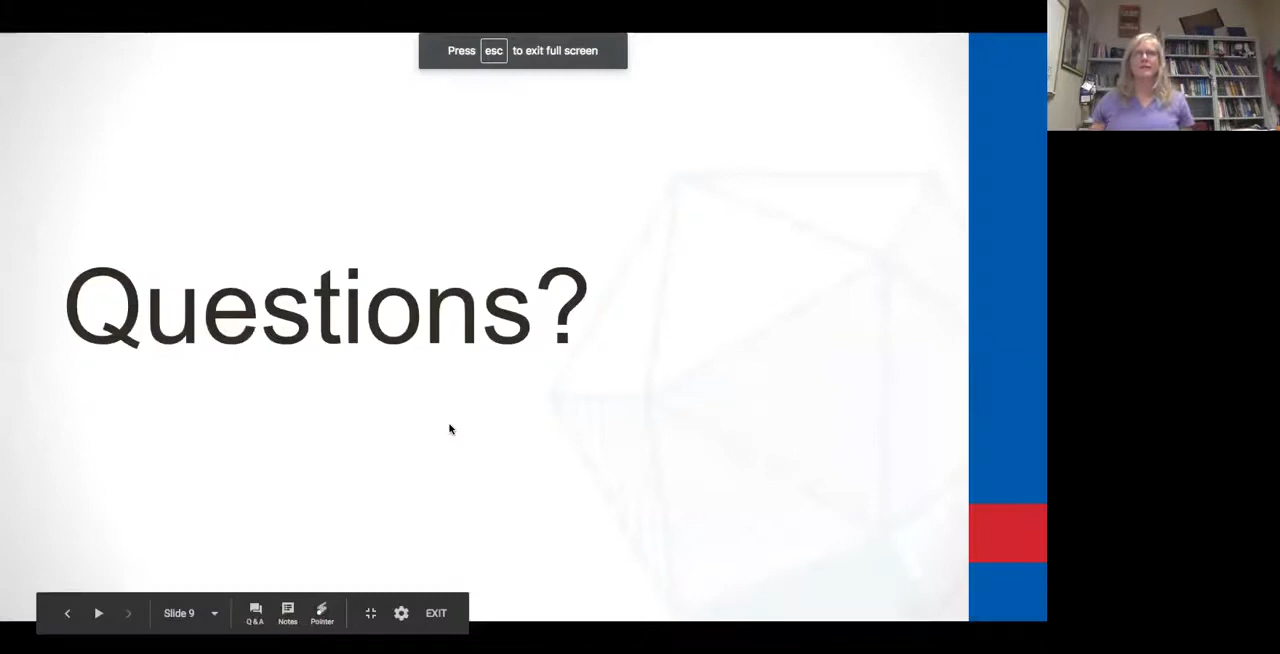 Press esc to exit full screen
Questions?
Slide 9
Q & A
Notes
Pointer
EXIT